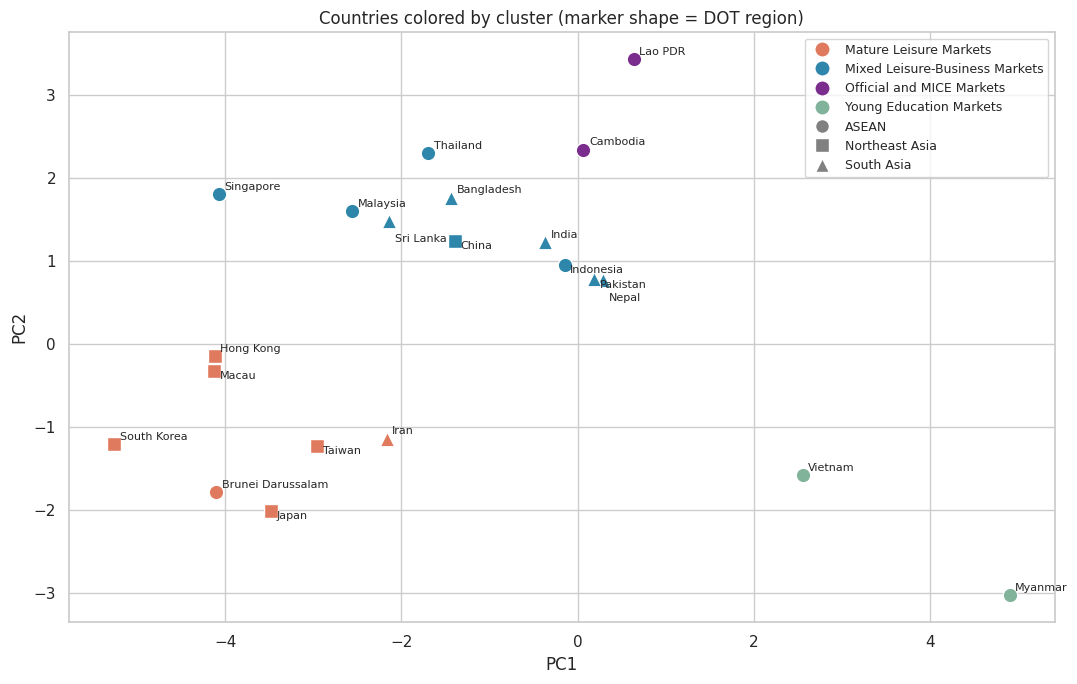 Countries colored by cluster (marker shape = DOT region)
Mature Leisure Markets
Mixed Leisure-Business Markets
Official and MICE Markets
Young Education Markets
ASEAN
Northeast Asia
South Asia
Lao PDR
Cambodia
Thailand
Bangladesh
Singapore
Malaysia
Sri Lanka
China
India
Indonesia
Pakistan
Nepal
Hong Kong
Macau
South Korea
Taiwan
Iran
Brunei Darussalam
Japan
Vietnam
Myanmar
PC2
3
2
1
0
−1
−2
−3
−4
−2
0
2
4
PC1